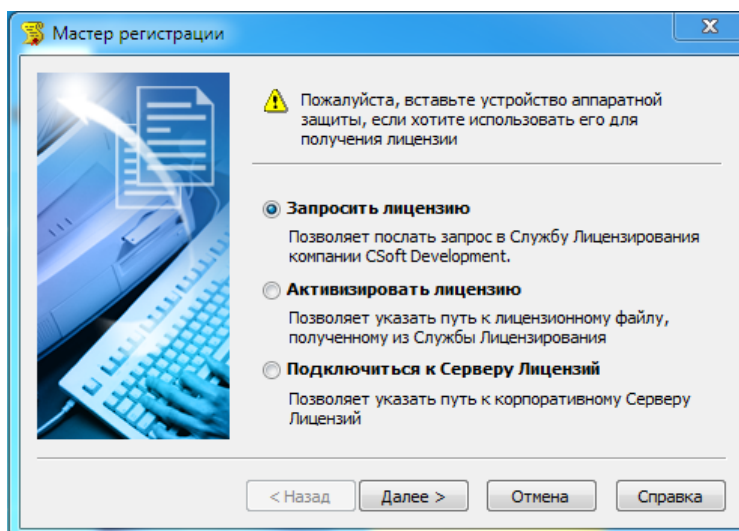 Мастер регистрации
Пожалуйста, вставьте устройство аппаратной
защиты, если хотите использовать его для
получения лицензии
Запросить лицензию
Позволяет послать запрос в Службу Лицензирования
компании CSoft Development.
Активизировать лицензию
Позволяет указать путь к лицензионному файлу,
полученному из Службы Лицензирования
Подключиться к Серверу Лицензий
Позволяет указать путь к корпоративному Серверу
Лицензий
< Назад Далее > Отмена Справка